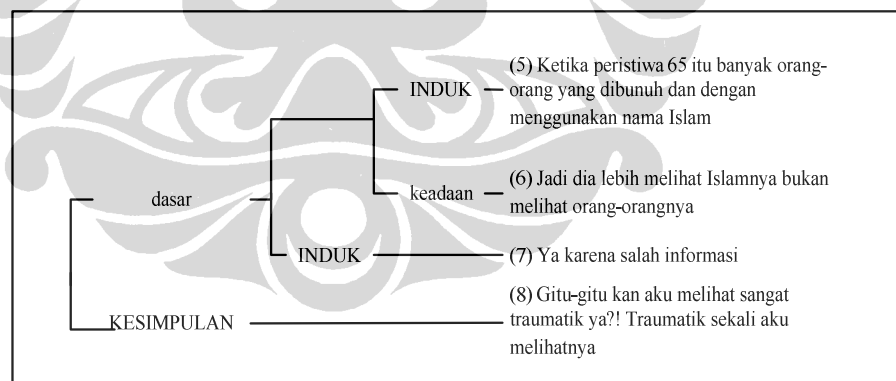 (5) Ketika peristiwa 65 itu banyak orang-
INDUK
orang yang dibunuh dan dengan
menggunakan nama Islam
(6) Jadi dia lebih melihat Islamnya bukan
keadaan
melihat orang-orangnya
dasar
INDUK
(7) Ya karena salah informasi
(8) Gitu-gitu kan aku melihat sangat
KESIMPULAN
traumatik ya?! Traumatik sekali aku
melihatnya